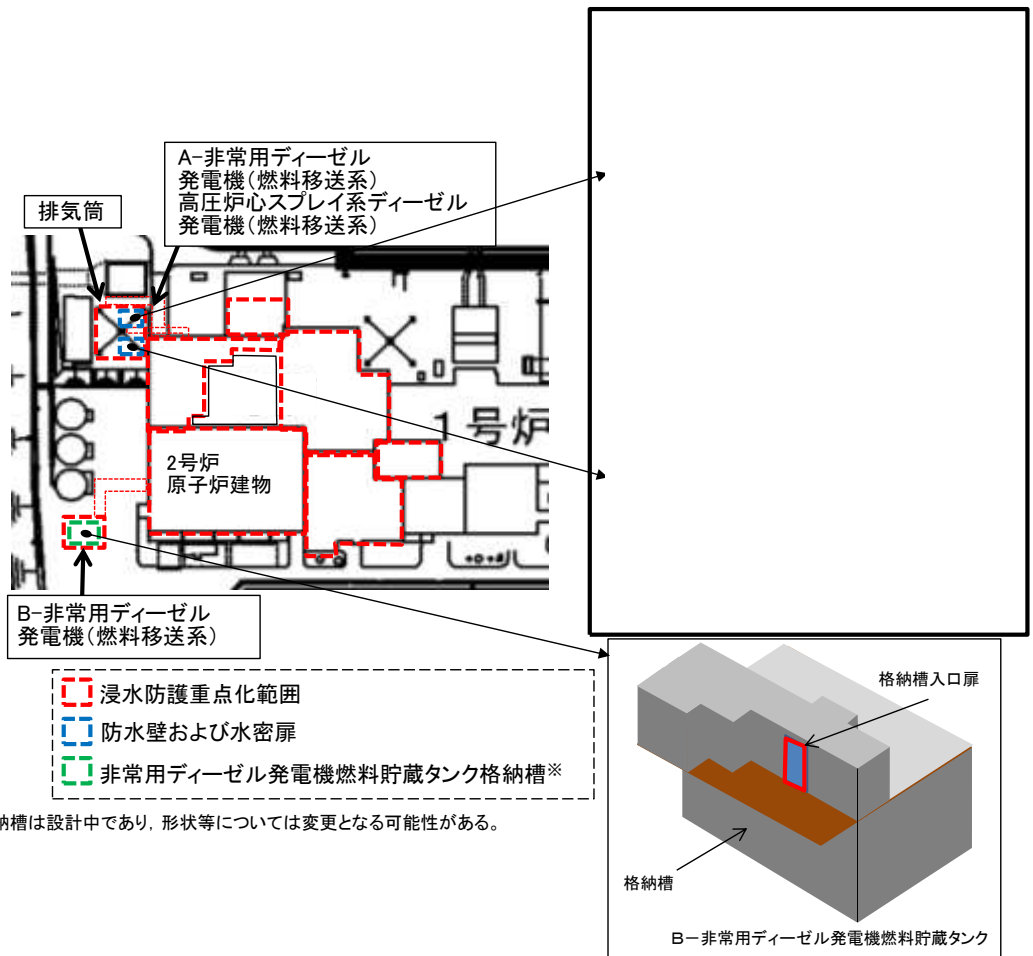 A-非常用ディーゼル
発電機(燃料移送系)
高圧炉心スプレイ系ディーゼル
発電機(燃料移送系)
排気筒
1号炉
2号炉
原子炉建物
B-非常用ディーゼル
発電機(燃料移送系)
浸水防護重点化範囲
防水壁および水密扉
非常用ディーゼル発電機燃料貯蔵タンク格納槽※
納槽は設計中であり,形状等については変更となる可能性がある。
格納槽入口扉
格納槽
B-非常用ディーゼル発電機燃料貯蔵タンク